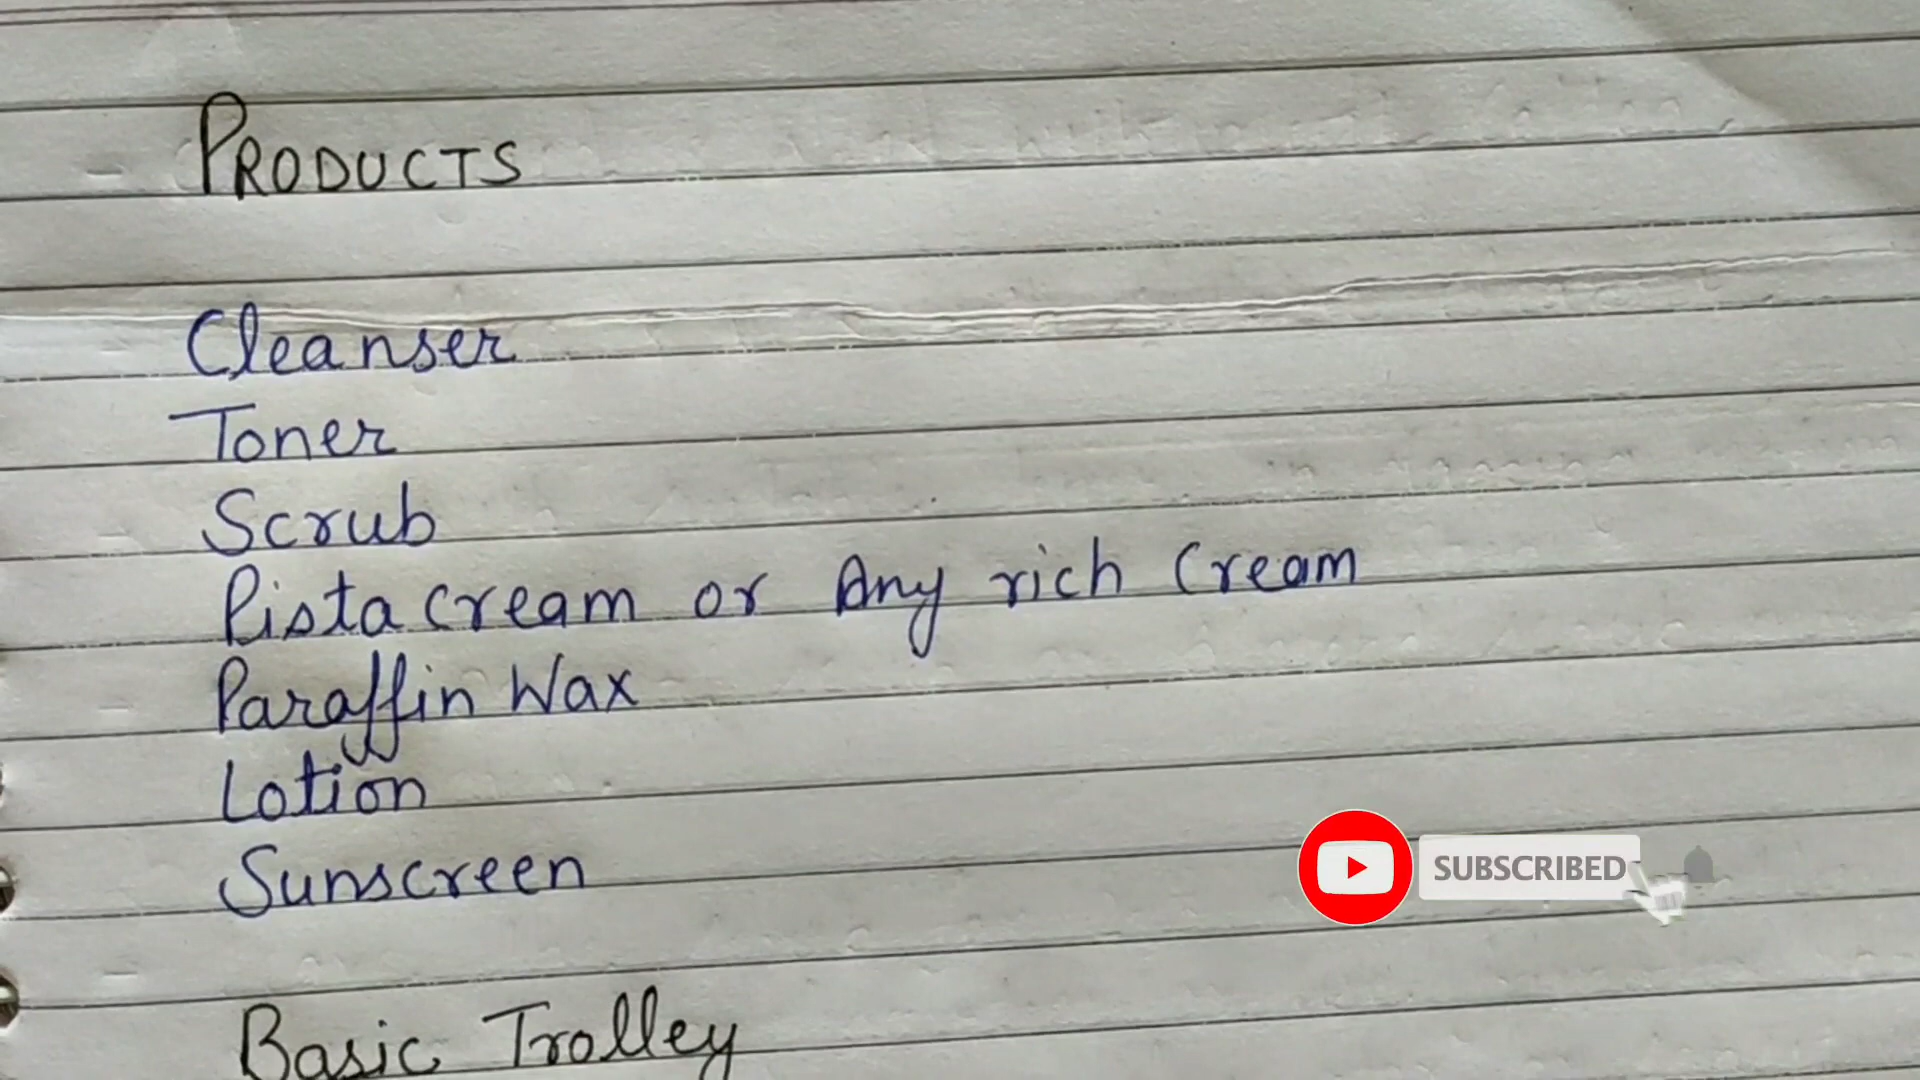 PRODUCTS
Cleanser
Toner
Scrub
Pista cream or Any rich Cream
Paraffin Wax
Lotion
Sunscreen
SUBSCRIBED
Basic Trolley